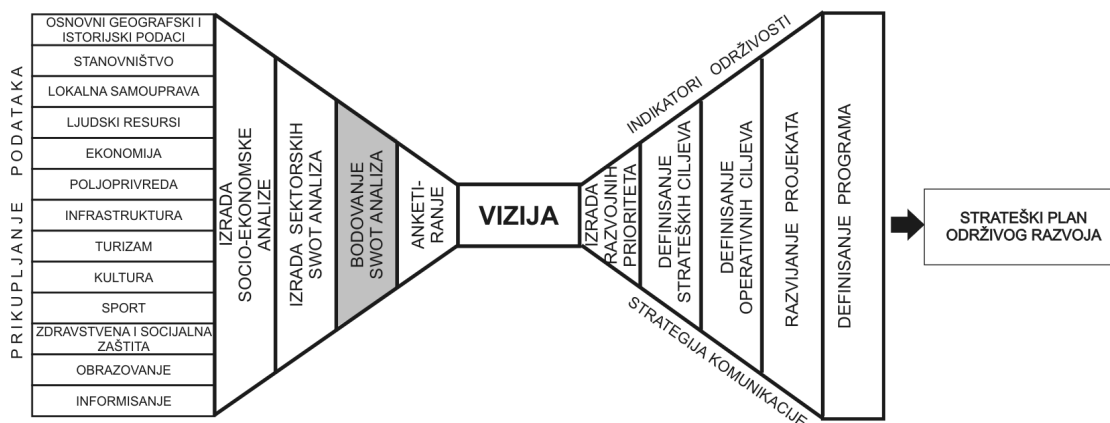 PRIKUPLJANJE PODATAKA
OSNOVNI GEOGRAFSKI I
ISTORIJSKI PODACI
STANOVNIŠTVO
LOKALNA SAMOUPRAVA
LJUDSKI RESURSI
EKONOMIJA
POLJOPRIVREDA
INFRASTRUKTURA
TURIZAM
KULTURA
SPORT
ZDRAVSTVENA I SOCIJALNA
ZAŠTITA
OBRAZOVANJE
INFORMISANJE
IZRADA
SOCIO-EKONOMSKE
ANALIZE
IZRADA SEKTORSKIH
SWOT ANALIZA
BODOVANJE
SWOT ANALIZA
ANKETI-
RANJE
VIZIJA
INDIKATORI ODRŽIVOSTI
IZRADA
RAZVOJNIH
PRIORITETA
DEFINISANJE
STRATEŠKIH CILJEVA
DEFINISANJE
OPERATIVNIH CILJEVA
RAZVIJANJE PROJEKATA
DEFINISANJE PROGRAMA
STRATEGIJA KOMUNIKACIJE
STRATEŠKI PLAN
ODRŽIVOG RAZVOJA